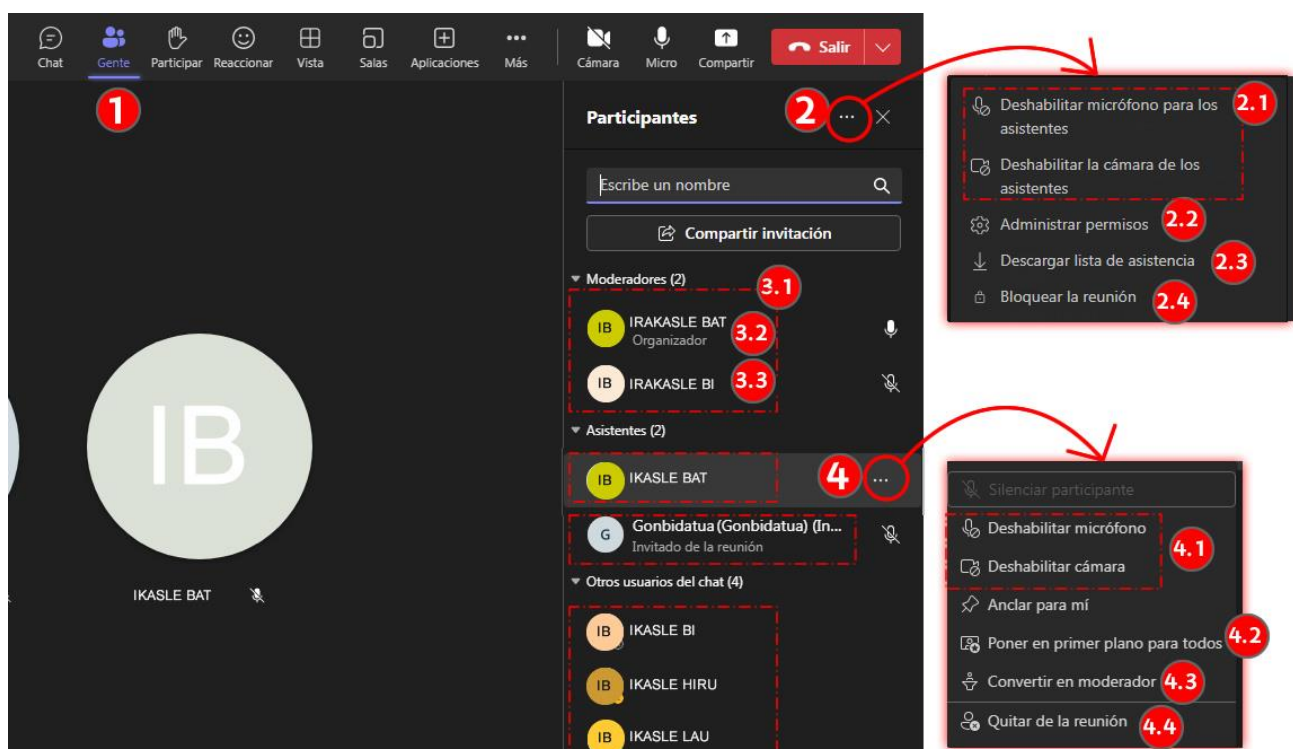 Chat
Gente
Participar
Reaccionar
Vista
Salas
Aplicaciones
Más
Cámara
Micro
Compartir
Salir
1
Participantes
2
Escribe un nombre
Compartir invitación
Moderadores (2)
3.1
IB
IRAKASLE BAT
Organizador
3.2
IB
IRAKASLE BI
3.3
Asistentes (2)
IB
IKASLE BAT
4
G
Gonbidatua (Gonbidatua) (In...
Invitado de la reunión
Otros usuarios del chat (4)
IB
IKASLE BI
IB
IKASLE HIRU
IB
IKASLE LAU
IB
IKASLE BAT
Deshabilitar micrófono para los
asistentes
2.1
Deshabilitar la cámara de los
asistentes
Administrar permisos
2.2
Descargar lista de asistencia
2.3
Bloquear la reunión
2.4
Silenciar participante
Deshabilitar micrófono
4.1
Deshabilitar cámara
Anclar para mí
Poner en primer plano para todos
4.2
Convertir en moderador
4.3
Quitar de la reunión
4.4